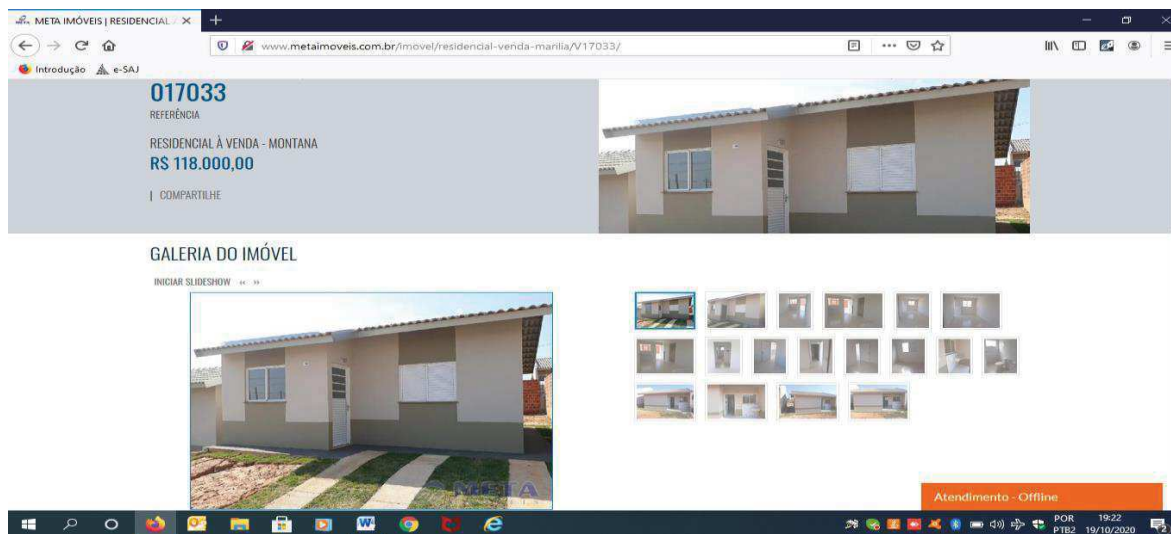 META IMÓVEIS | RESIDENCIAL
www.metaimoveis.com.br/imovel/residencial-venda-marilia/V17033/
Introdução
e-SAJ
017033
REFERÊNCIA
RESIDENCIAL À VENDA - MONTANA
R$ 118.000,00
| COMPARTILHE
GALERIA DO IMÓVEL
INICIAR SLIDESHOW ‹‹ ››
META
Atendimento - Offline
POR 19:22
PTB2 19/10/2020